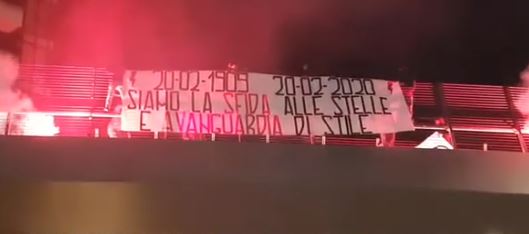 20-02-1909 20-02-2020
SIAMO LA SFIDA ALLE STELLE
E AVANGUARDIA DI STILE